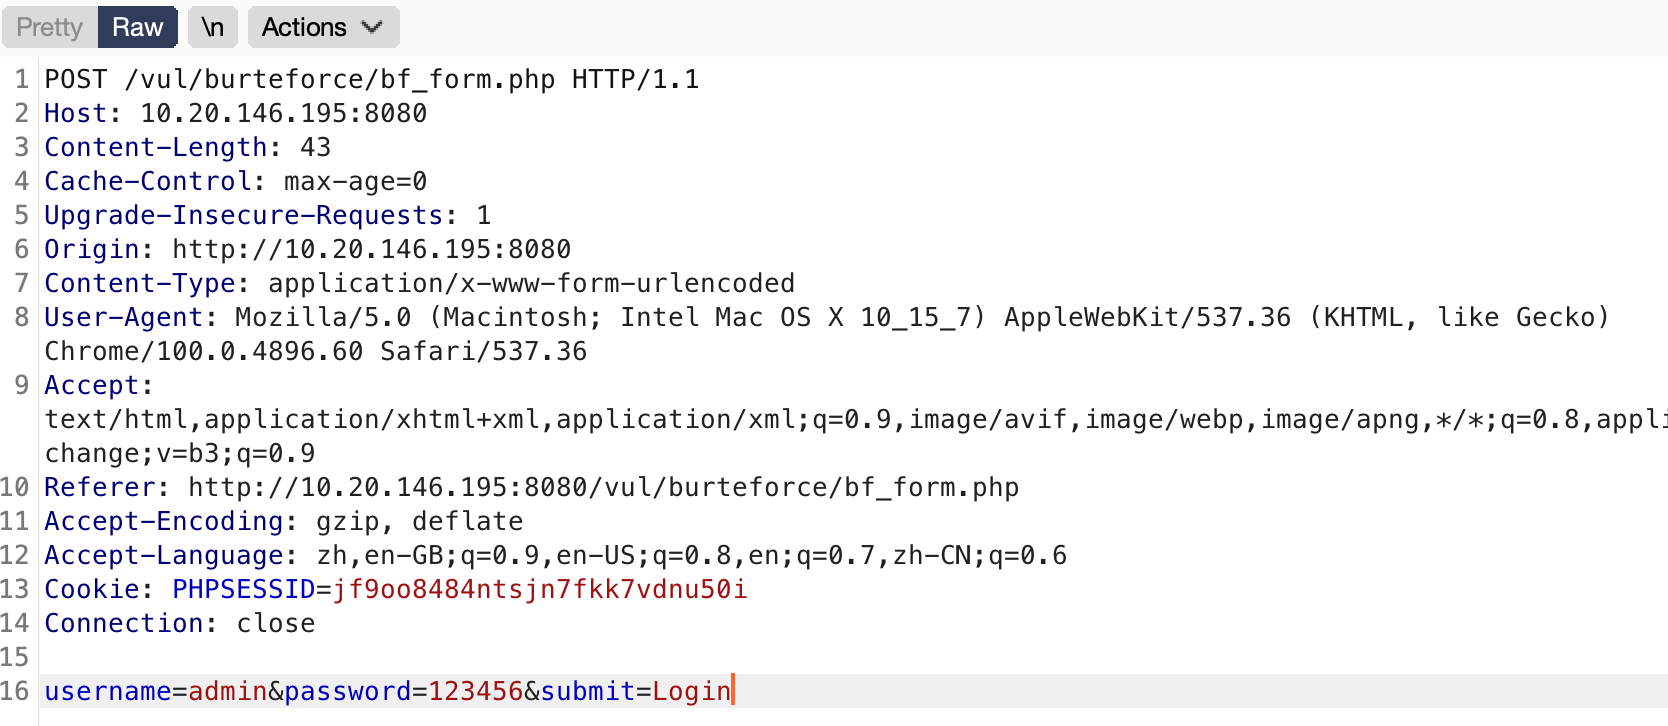 Pretty Raw \n Actions
1 POST /vul/burteforce/bf_form.php HTTP/1.1
2 Host: 10.20.146.195:8080
3 Content-Length: 43
4 Cache-Control: max-age=0
5 Upgrade-Insecure-Requests: 1
6 Origin: http://10.20.146.195:8080
7 Content-Type: application/x-www-form-urlencoded
8 User-Agent: Mozilla/5.0 (Macintosh; Intel Mac OS X 10_15_7) AppleWebKit/537.36 (KHTML, like Gecko)
Chrome/100.0.4896.60 Safari/537.36
9 Accept:
text/html,application/xhtml+xml,application/xml;q=0.9,image/avif,image/webp,image/apng,*/*;q=0.8,appli
change;v=b3;q=0.9
10 Referer: http://10.20.146.195:8080/vul/burteforce/bf_form.php
11 Accept-Encoding: gzip, deflate
12 Accept-Language: zh,en-GB;q=0.9,en-US;q=0.8,en;q=0.7,zh-CN;q=0.6
13 Cookie: PHPSESSID=jf9oo8484ntsjn7fkk7vdnu50i
14 Connection: close
15
16 username=admin&password=123456&submit=Login